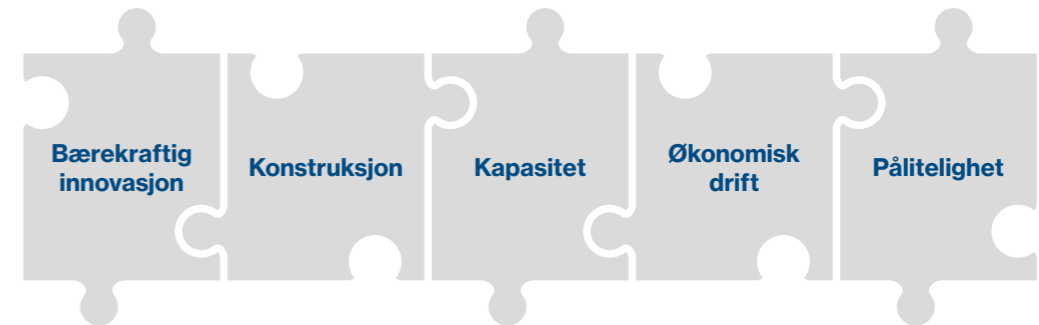 Bærekraftig
innovasjon
Konstruksjon
Kapasitet
Økonomisk
drift
Pålitelighet